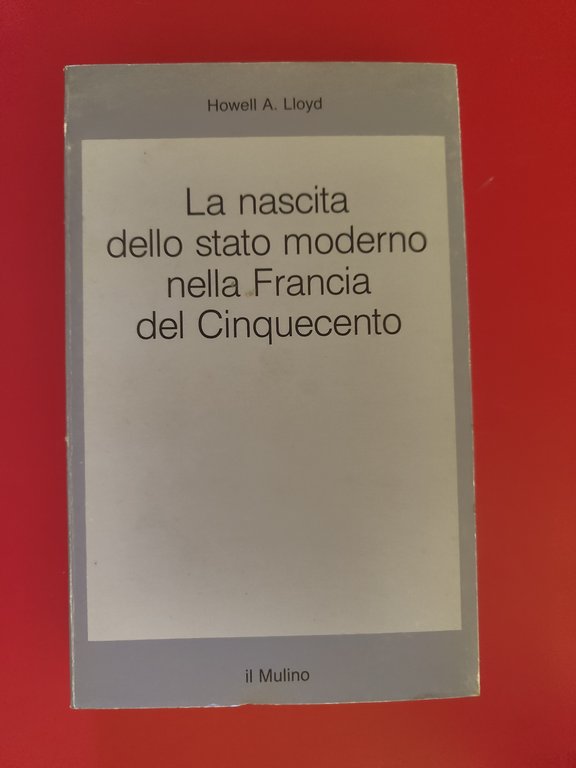 Howell A. Lloyd
La nascita
dello stato moderno
nella Francia
del Cinquecento
il Mulino